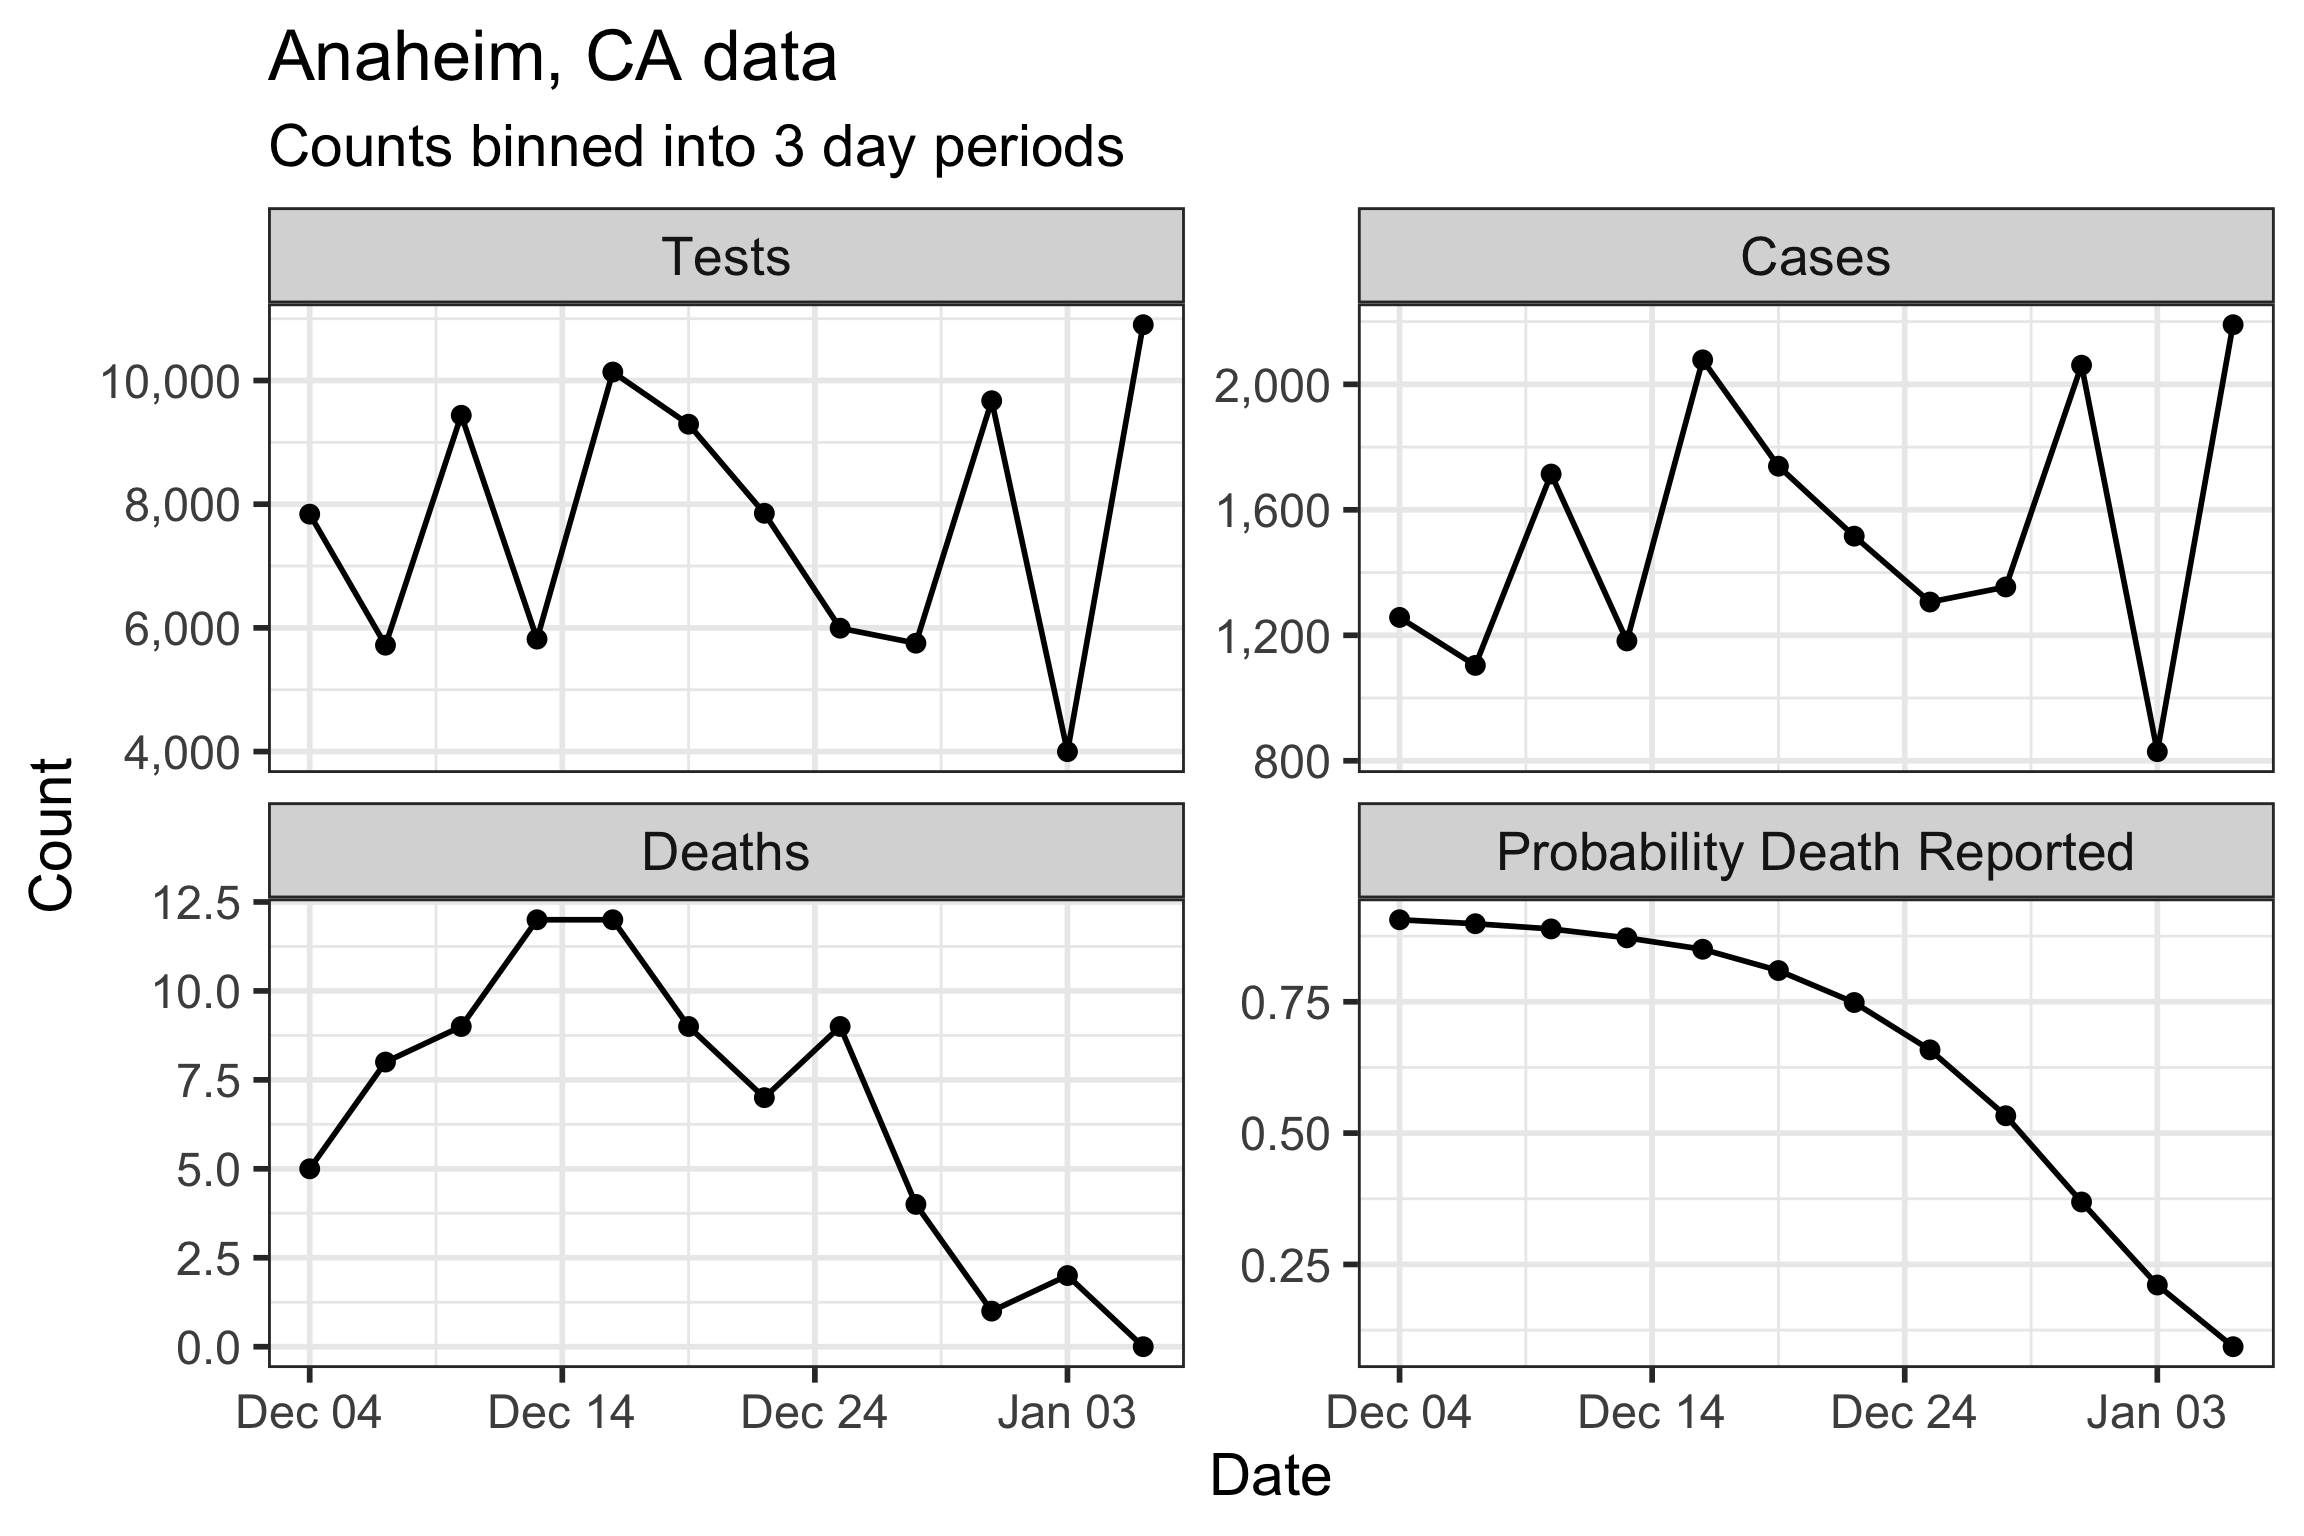 Anaheim, CA data
Counts binned into 3 day periods
Tests
Cases
10,000
8,000
6,000
4,000
2,000
1,600
1,200
800
Count
Deaths
Probability Death Reported
12.5
10.0
7.5
5.0
2.5
0.0
0.75
0.50
0.25
Dec 04 Dec 14 Dec 24 Jan 03
Dec 04 Dec 14 Dec 24 Jan 03
Date